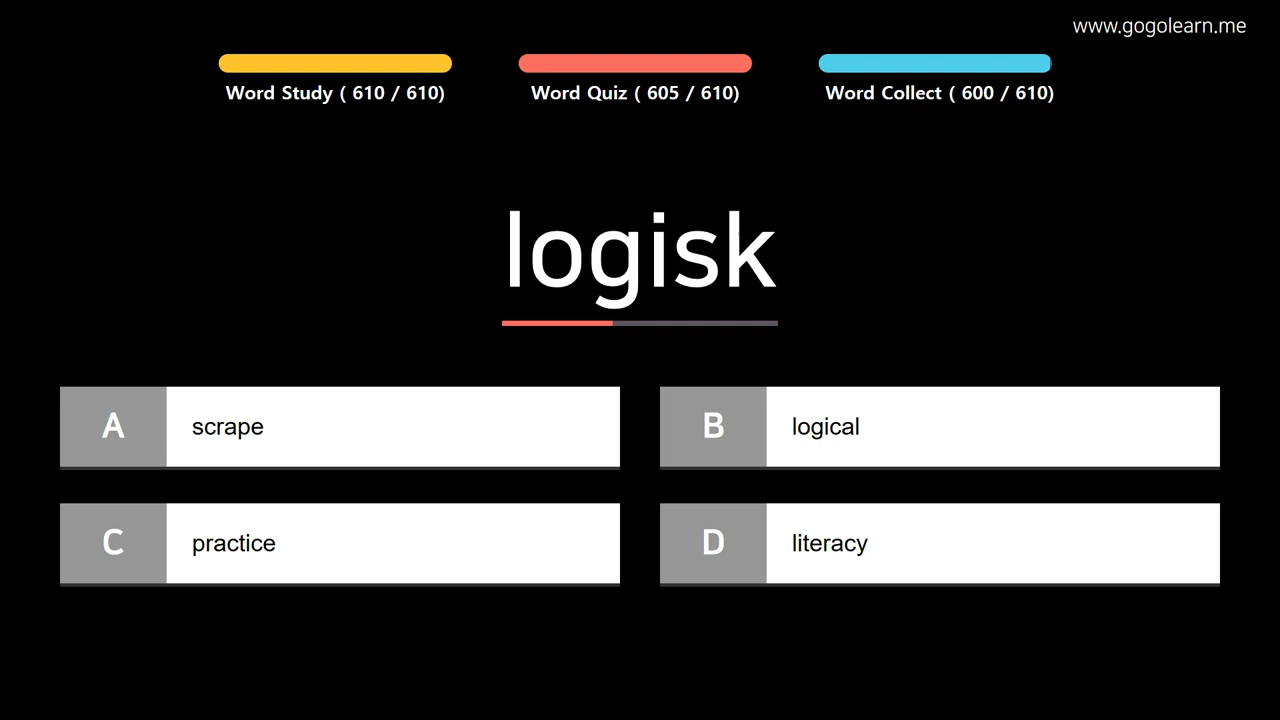 www.gogolearn.me
Word Study ( 610 / 610)
Word Quiz ( 605 / 610)
Word Collect ( 600 / 610)
logisk
A scrape
B logical
C practice
D literacy